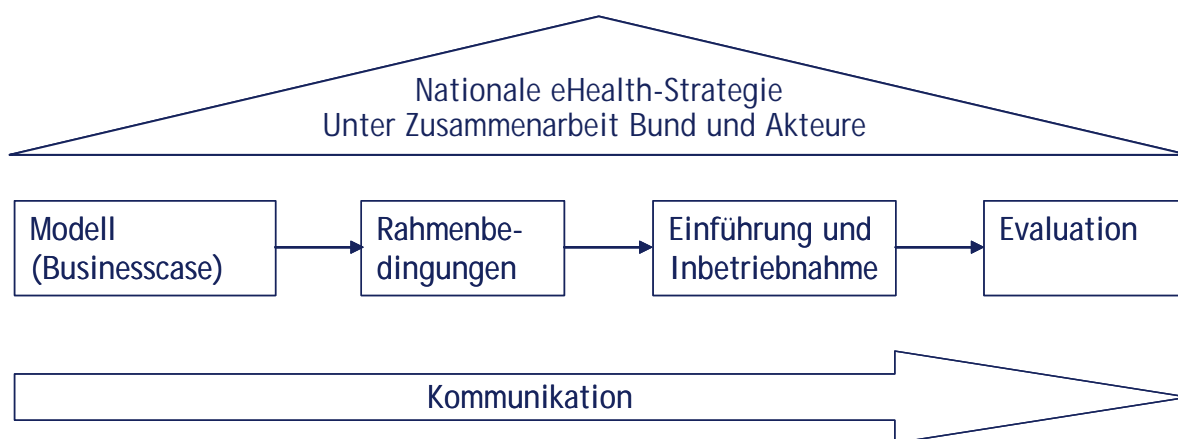 Nationale eHealth-Strategie
Unter Zusammenarbeit Bund und Akteure
Modell
(Businesscase)
Rahmenbe-
dingungen
Einführung und
Inbetriebnahme
Evaluation
Kommunikation